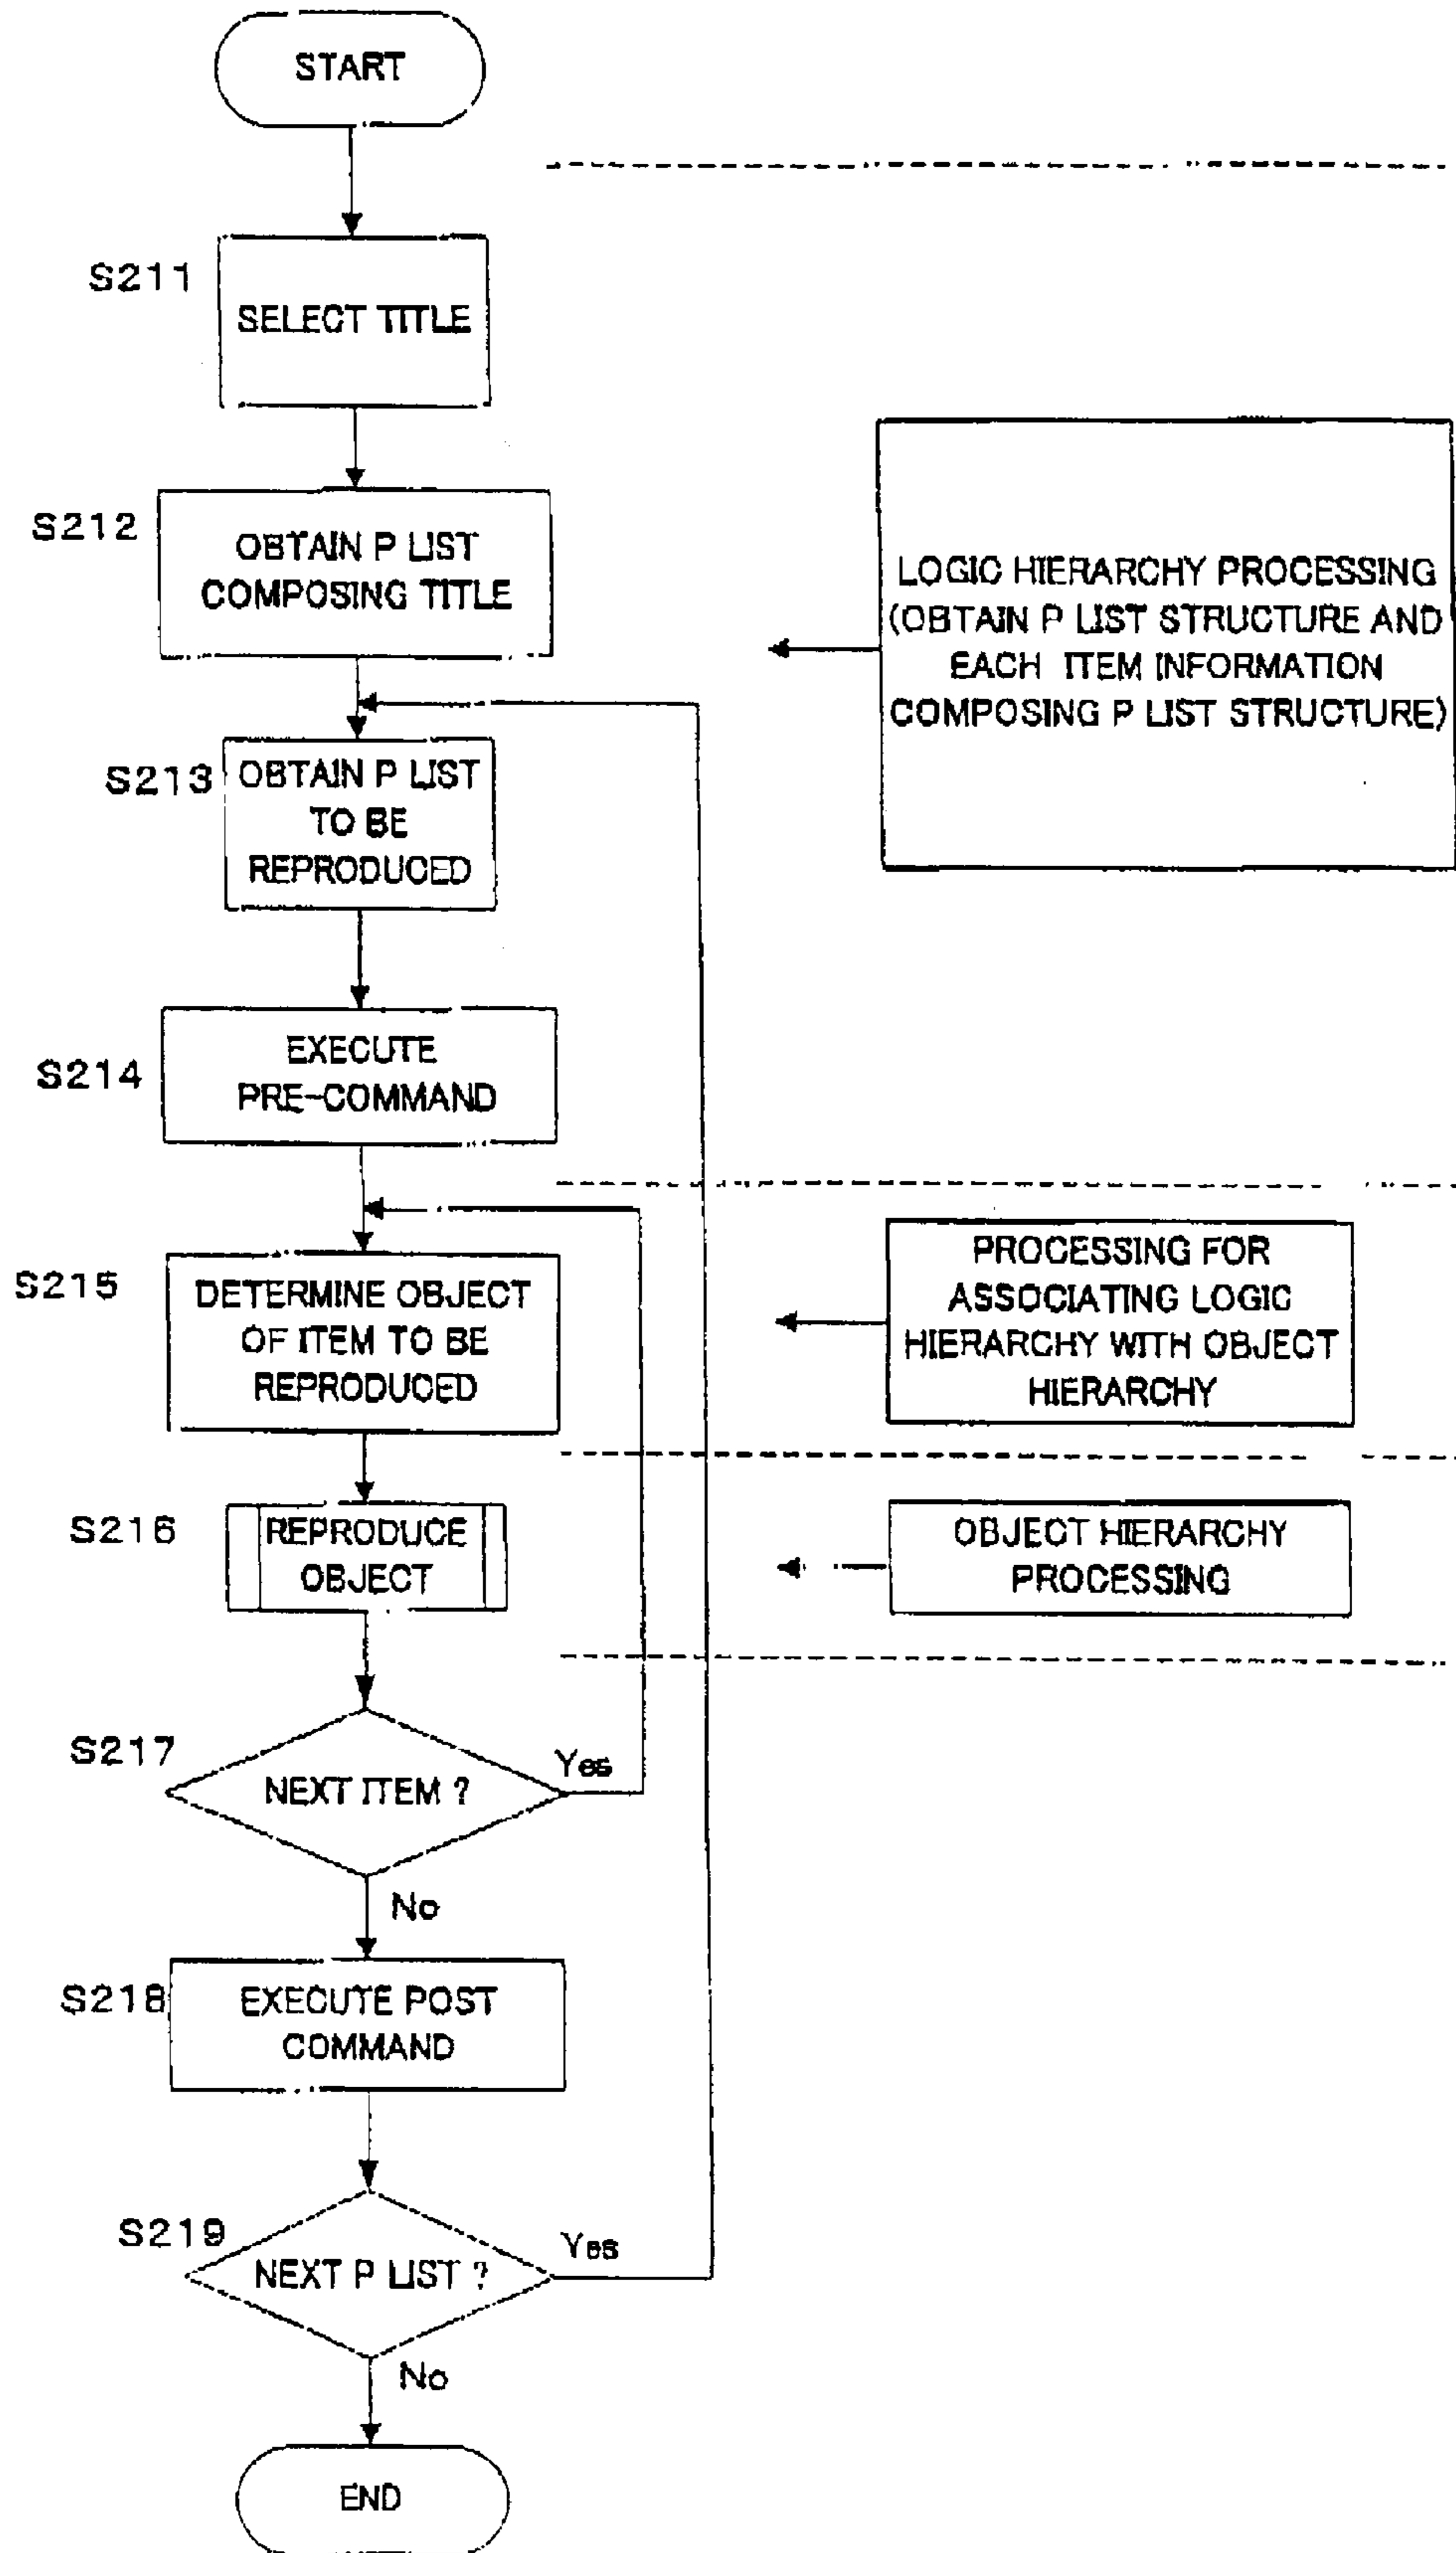 START
S211
SELECT TITLE
S212
OBTAIN P LIST
COMPOSING TITLE
LOGIC HIERARCHY PROCESSING
(OBTAIN P LIST STRUCTURE AND
EACH ITEM INFORMATION
COMPOSING P LIST STRUCTURE)
S213
OBTAIN P LIST
TO BE
REPRODUCED
S214
EXECUTE
PRE-COMMAND
S215
DETERMINE OBJECT
OF ITEM TO BE
REPRODUCED
PROCESSING FOR
ASSOCIATING LOGIC
HIERARCHY WITH OBJECT
HIERARCHY
S216
REPRODUCE
OBJECT
OBJECT HIERARCHY
PROCESSING
S217
NEXT ITEM ?
Yes
No
S218
EXECUTE POST
COMMAND
S219
NEXT P LIST ?
Yes
No
END